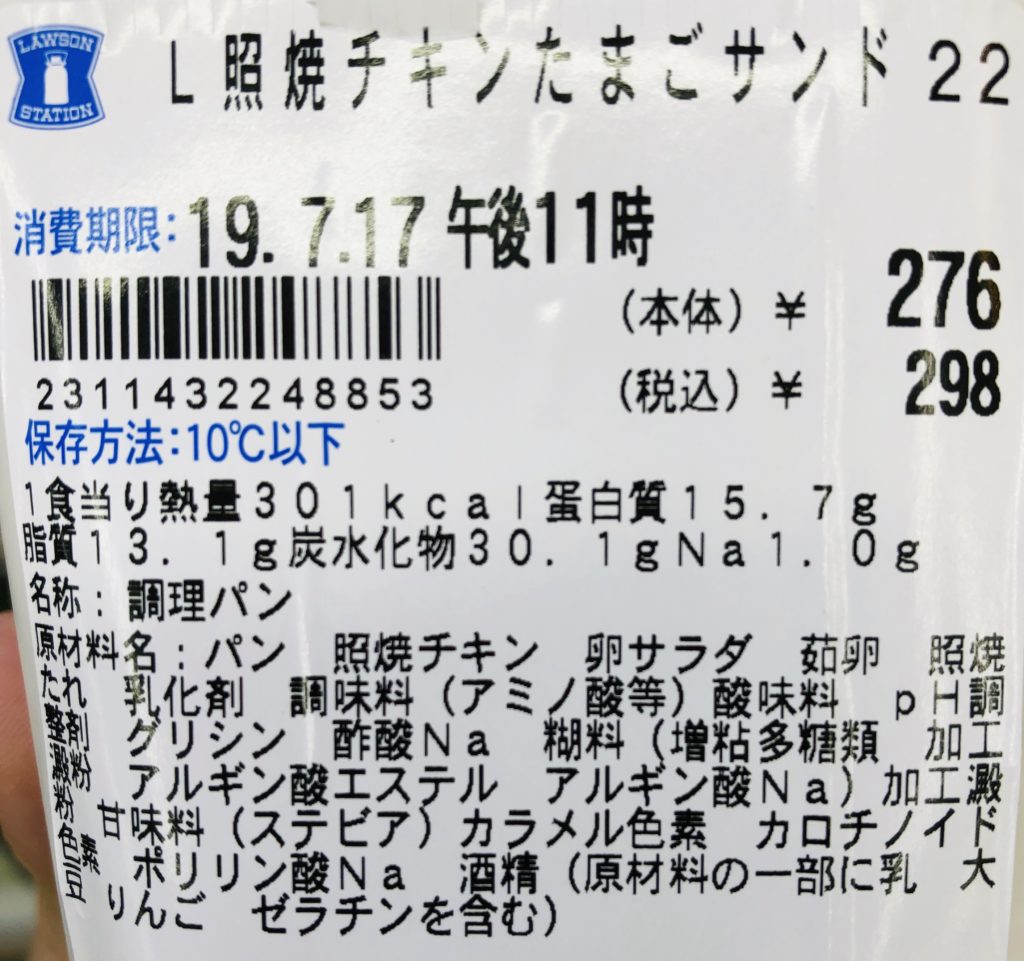 LAWSON
STATION
L照焼チキンたまごサンド22
消費期限:19. 7.17 午後11時
(本体) ¥ 276
2311432248853
(税込) ¥ 298
保存方法:10℃以下
1食当り熱量301kcal蛋白質15.7g
脂質13.1g炭水化物30.1gNa1.0g
名称:調理パン
原材料名:パン 照焼チキン 卵サラダ 茹卵 照焼
たれ 乳化剤 調味料(アミノ酸等)酸味料 pH調
整剤 グリシン 酢酸Na 糊料(増粘多糖類 加工
澱粉 アルギン酸エステル アルギン酸Na)加工澱
粉 甘味料(ステビア)カラメル色素 カロチノイド
色素 ポリリン酸Na 酒精(原材料の一部に乳 大
豆 りんご ゼラチンを含む)